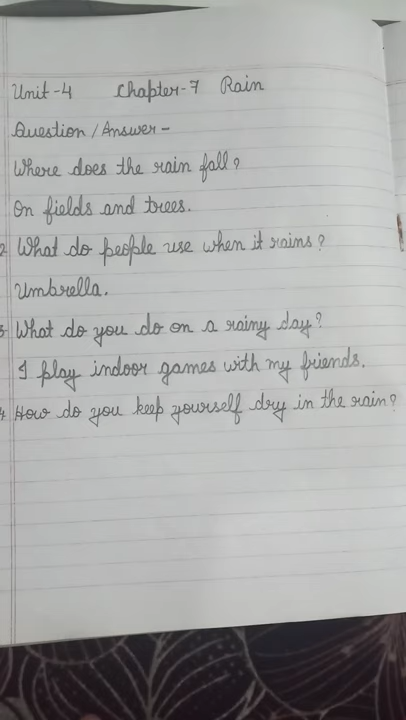 Unit-4 Chapter-7 Rain
Question / Answer -
Where does the rain fall?
On fields and trees.
2 What do people use when it rains?
Umbrella.
3 What do you do on a rainy day?
I play indoor games with my friends.
4 How do you keep yourself dry in the rain?